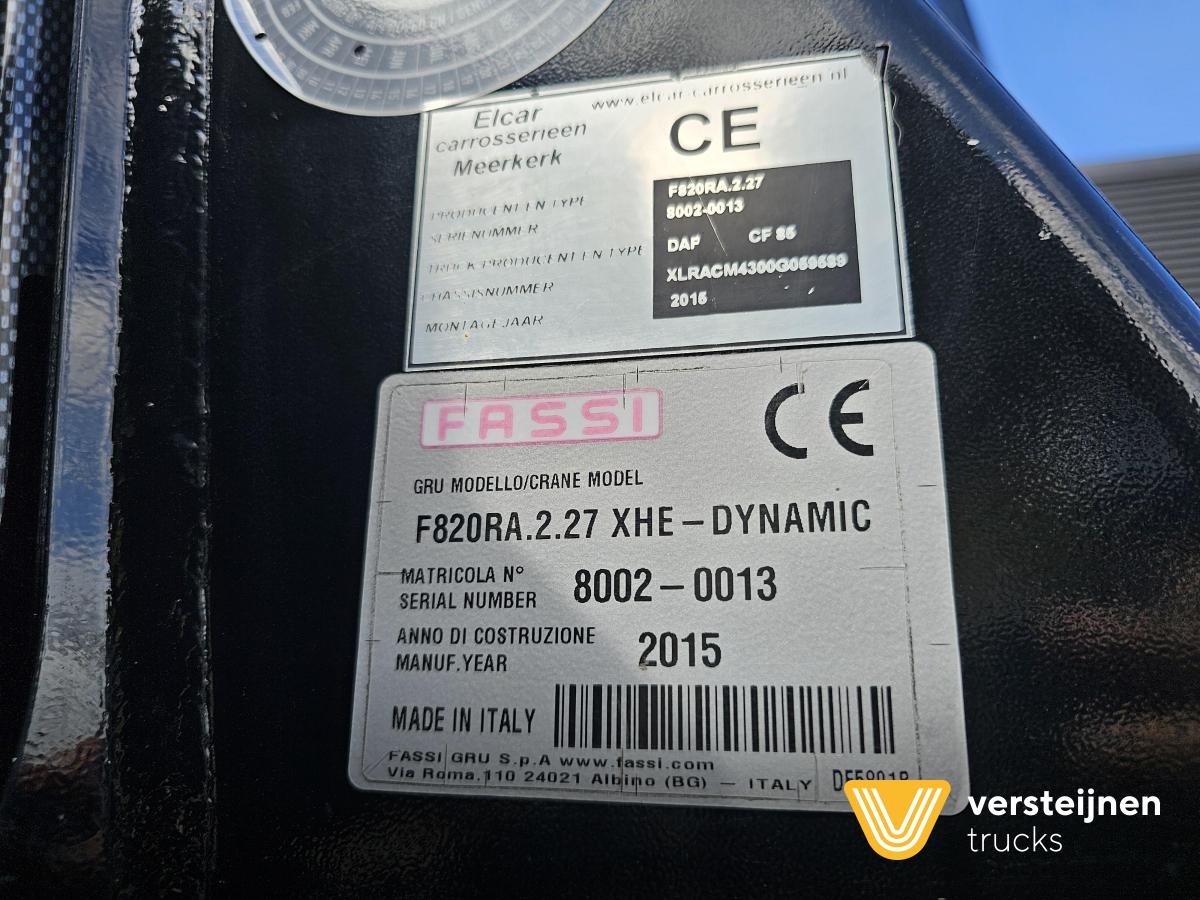 www.elcar-carrosserieen.nl
Elcar
carrosserieen
Meerkerk
CE
PRODUCENT EN TYPE
F820RA.2.27
SERIENUMMER
8002-0013
TRUCK PRODUCENT EN TYPE
DAF CF 85
CHASSISNUMMER
XLRACM4300G059589
MONTAGEJAAR
2015
FASSI
CE
GRU MODELLO/CRANE MODEL
F820RA.2.27 XHE – DYNAMIC
MATRICOLA N°
SERIAL NUMBER
8002 – 0013
ANNO DI COSTRUZIONE
MANUF.YEAR
2015
MADE IN ITALY
FASSI GRU S.p.A www.fassi.com
Via Roma,110 24021 Albino (BG) — ITALY
versteijnen
trucks